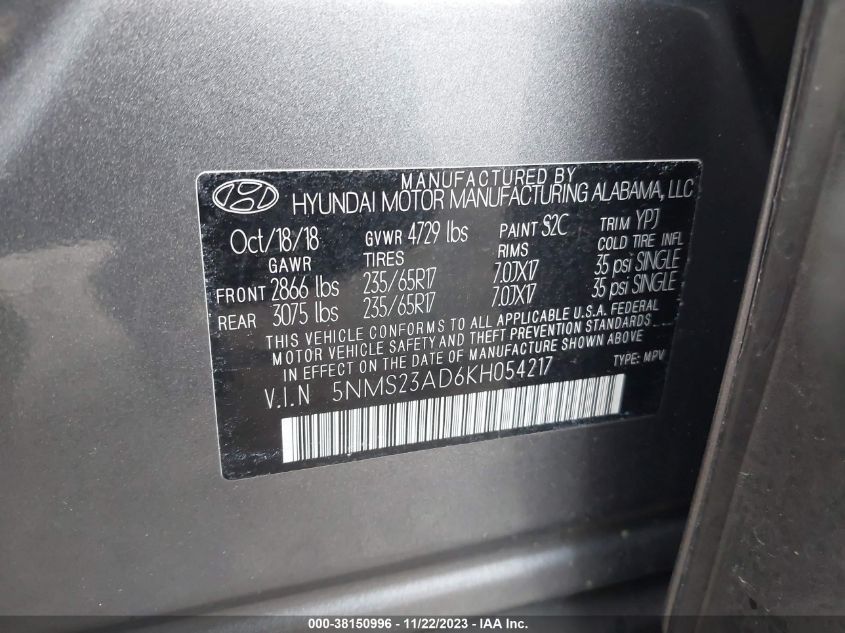 MANUFACTURED BY
HYUNDAI MOTOR MANUFACTURING ALABAMA, LLC
Oct/18/18 GVWR 4729 lbs PAINT S2C TRIM YPJ
GAWR TIRES RIMS COLD TIRE INFL
FRONT 2866 lbs 235/65R17 7.0JX17 35 psi SINGLE
REAR 3075 lbs 235/65R17 7.0JX17 35 psi SINGLE
THIS VEHICLE CONFORMS TO ALL APPLICABLE U.S.A. FEDERAL
MOTOR VEHICLE SAFETY AND THEFT PREVENTION STANDARDS
IN EFFECT ON THE DATE OF MANUFACTURE SHOWN ABOVE
V.I.N 5NMS23AD6KH054217 TYPE: MPV
000-38150996 - 11/22/2023 - IAA Inc.